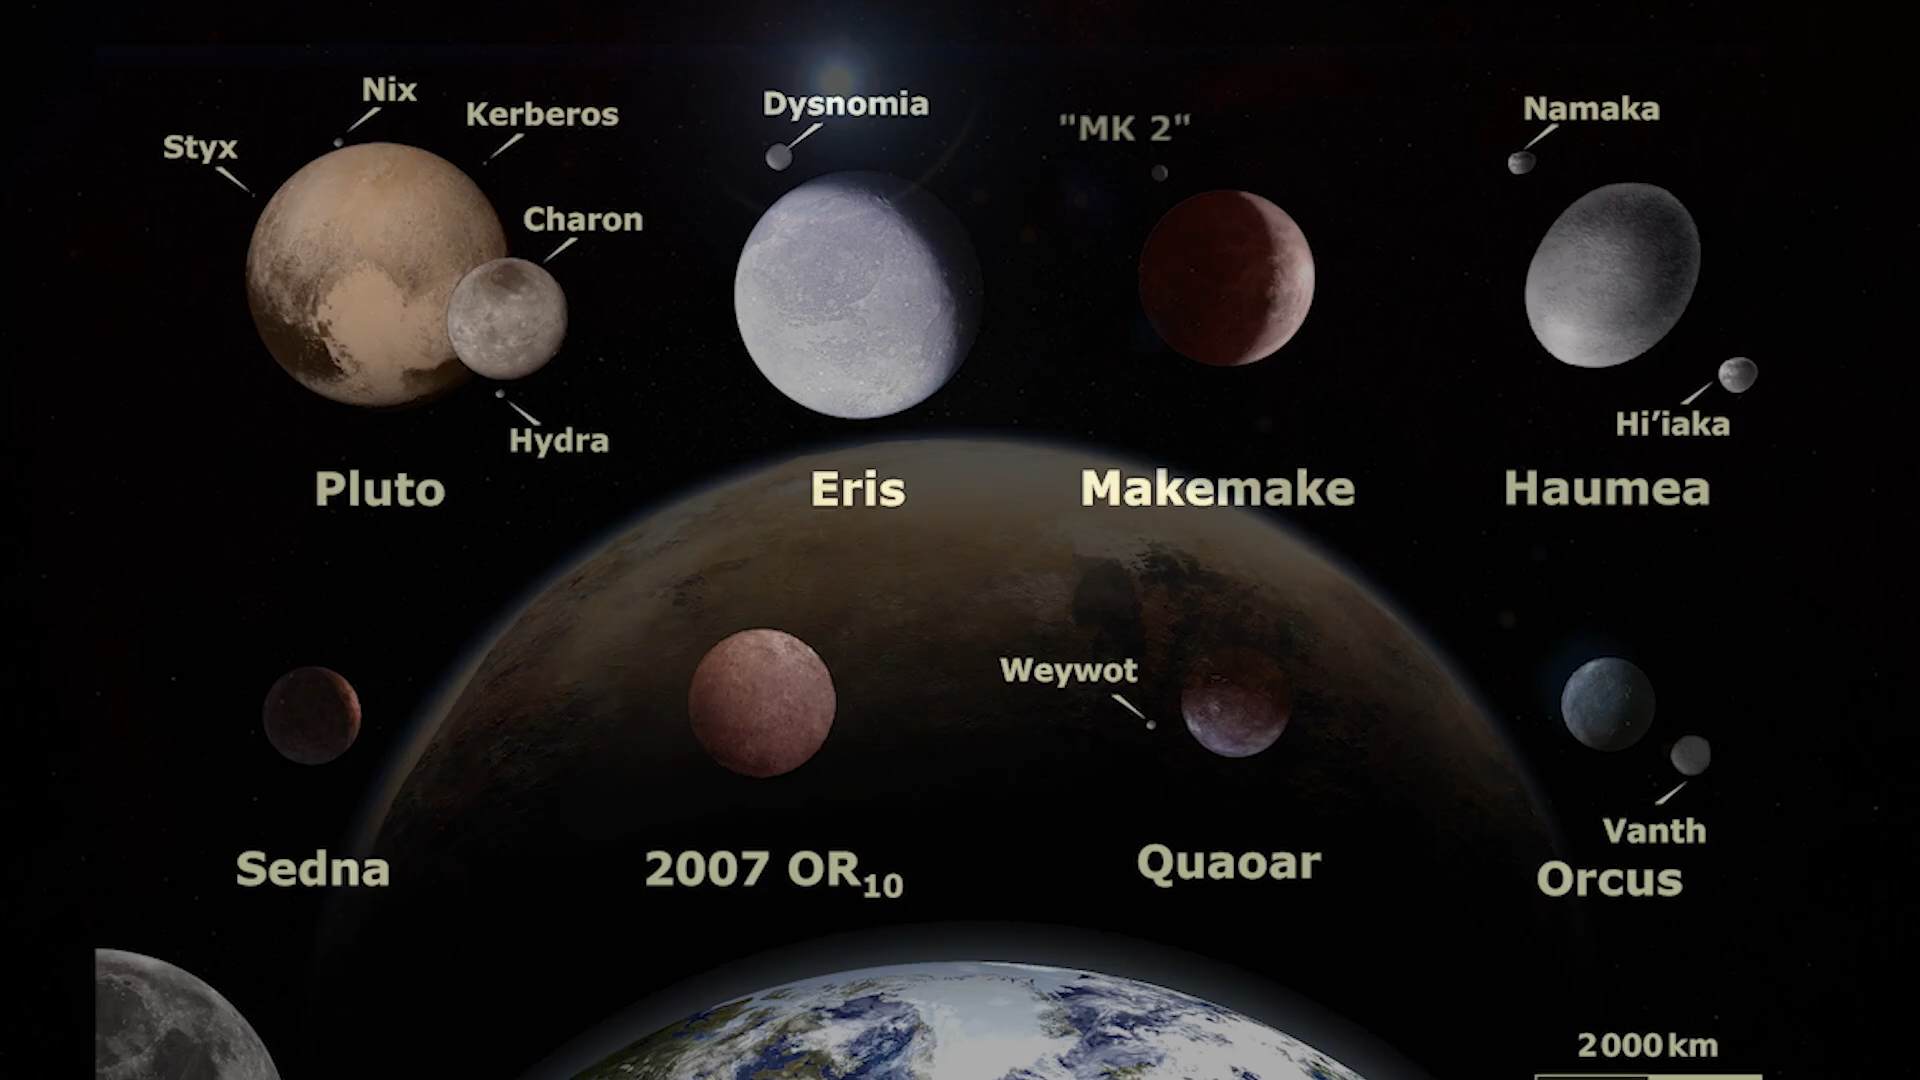 Nix
Kerberos
Styx
Charon
Hydra
Pluto
Dysnomia
Eris
"MK 2"
Makemake
Namaka
Hi'iaka
Haumea
Sedna
2007 OR₁₀
Weywot
Quaoar
Vanth
Orcus
2000 km